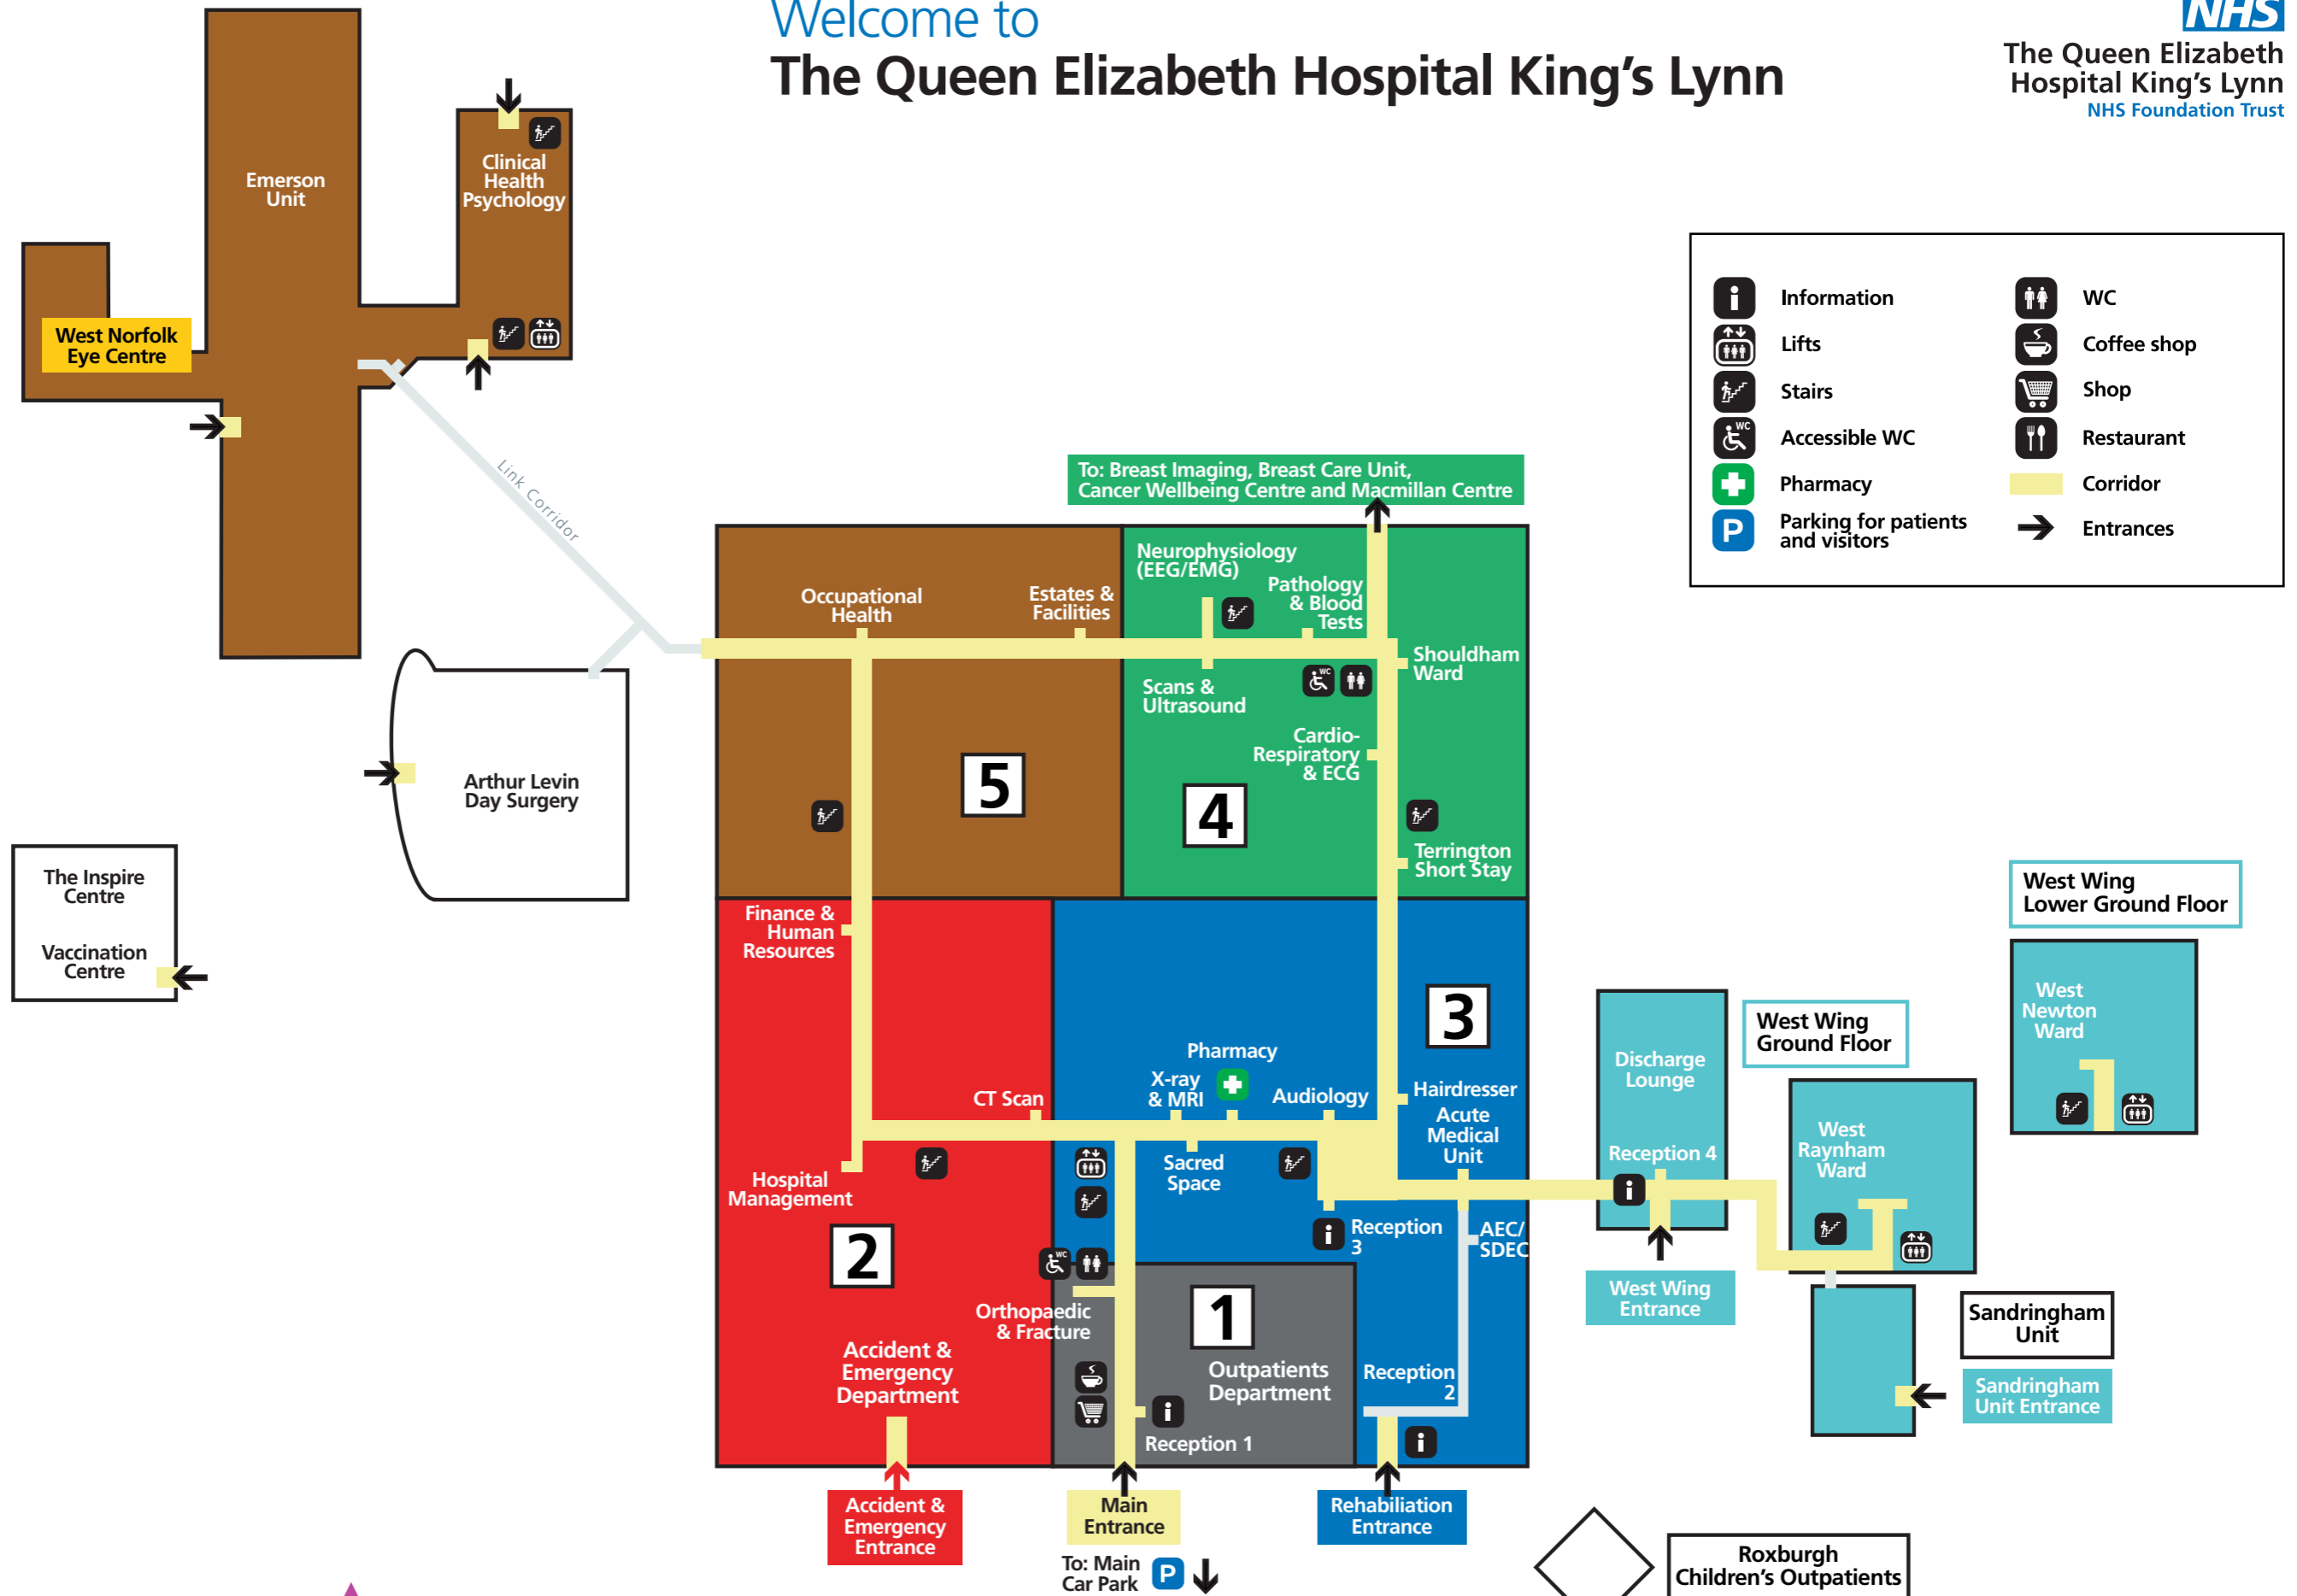 Welcome to
The Queen Elizabeth Hospital King's Lynn
NHS
The Queen Elizabeth
Hospital King's Lynn
NHS Foundation Trust
Emerson
Unit
Clinical
Health
Psychology
West Norfolk
Eye Centre
Link Corridor
Information
Lifts
Stairs
WC
Accessible WC
Pharmacy
P
Parking for patients
and visitors
WC
Coffee shop
Shop
Restaurant
Corridor
Entrances
To: Breast Imaging, Breast Care Unit,
Cancer Wellbeing Centre and Macmillan Centre
Occupational
Health
Estates &
Facilities
Neurophysiology
(EEG/EMG)
Pathology
& Blood
Tests
Shouldham
Ward
WC
Scans &
Ultrasound
Cardio-
Respiratory
& ECG
5
4
Terrington
Short Stay
Arthur Levin
Day Surgery
The Inspire
Centre
Vaccination
Centre
Finance &
Human
Resources
3
CT Scan
Pharmacy
X-ray
& MRI
Audiology
Hairdresser
Acute
Medical
Unit
Hospital
Management
Sacred
Space
2
WC
Reception
3
AEC/
SDEC
Orthopaedic
& Fracture
1
Accident &
Emergency
Department
Outpatients
Department
Reception
2
Reception 1
Accident &
Emergency
Entrance
Main
Entrance
Rehabiliation
Entrance
To: Main
Car Park
P
West Wing
Lower Ground Floor
West
Newton
Ward
West Wing
Ground Floor
Discharge
Lounge
Reception 4
West
Raynham
Ward
West Wing
Entrance
Sandringham
Unit
Sandringham
Unit Entrance
Roxburgh
Children's Outpatients